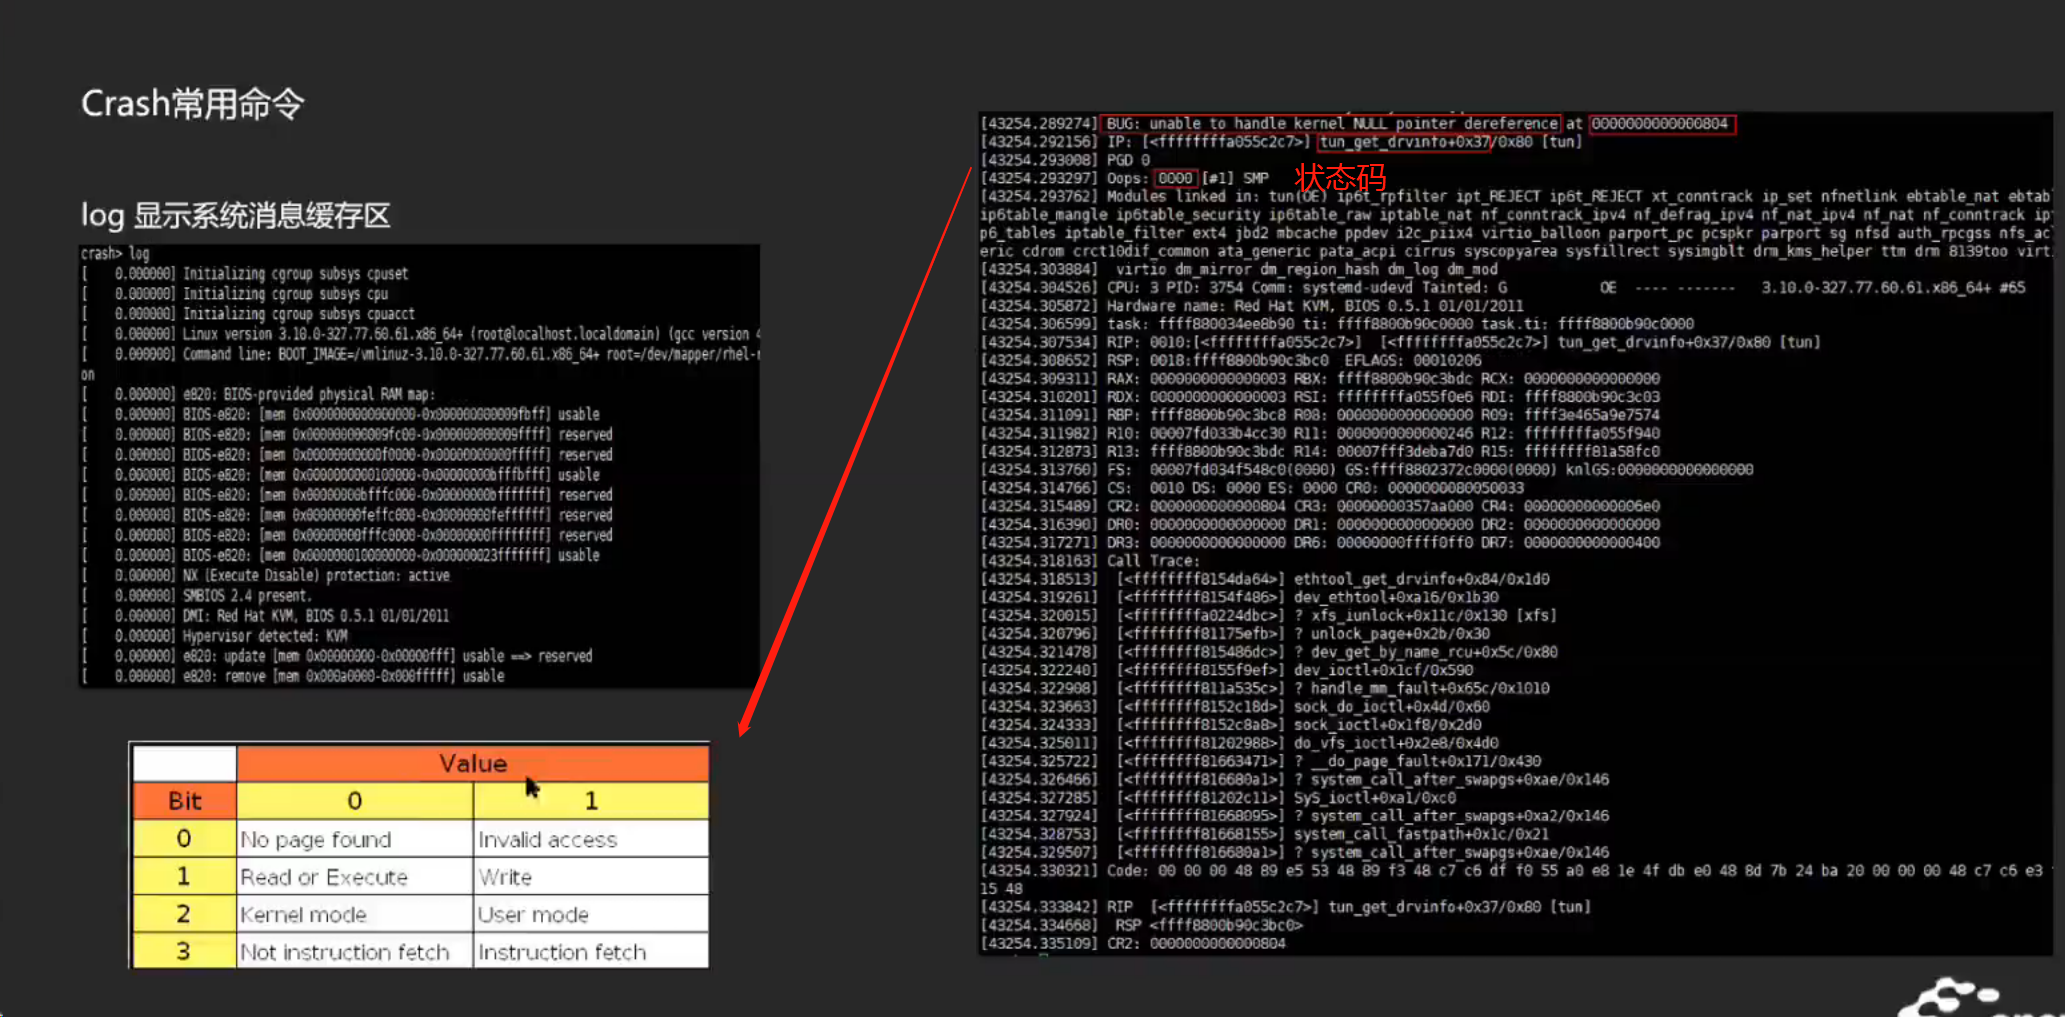 Crash常用命令
log 显示系统消息缓存区
crash> log
[    0.000000] Initializing cgroup subsys cpuset
[    0.000000] Initializing cgroup subsys cpu
[    0.000000] Initializing cgroup subsys cpuacct
[    0.000000] Linux version 3.10.0-327.77.60.61.x86_64+ (root@localhost.localdomain) (gcc version 4
[    0.000000] Command line: BOOT_IMAGE=/vmlinuz-3.10.0-327.77.60.61.x86_64+ root=/dev/mapper/rhel-r
on
[    0.000000] e820: BIOS-provided physical RAM map:
[    0.000000] BIOS-e820: [mem 0x0000000000000000-0x000000000009fbff] usable
[    0.000000] BIOS-e820: [mem 0x000000000009fc00-0x000000000009ffff] reserved
[    0.000000] BIOS-e820: [mem 0x00000000000f0000-0x00000000000fffff] reserved
[    0.000000] BIOS-e820: [mem 0x0000000000100000-0x00000000bfffbfff] usable
[    0.000000] BIOS-e820: [mem 0x00000000bfffc000-0x00000000bfffffff] reserved
[    0.000000] BIOS-e820: [mem 0x00000000feffc000-0x00000000feffffff] reserved
[    0.000000] BIOS-e820: [mem 0x00000000fffc0000-0x00000000ffffffff] reserved
[    0.000000] BIOS-e820: [mem 0x0000000100000000-0x000000023fffffff] usable
[    0.000000] NX (Execute Disable) protection: active
[    0.000000] SMBIOS 2.4 present.
[    0.000000] DMI: Red Hat KVM, BIOS 0.5.1 01/01/2011
[    0.000000] Hypervisor detected: KVM
[    0.000000] e820: update [mem 0x00000000-0x00000fff] usable ==> reserved
[    0.000000] e820: remove [mem 0x000a0000-0x000fffff] usable
Value
Bit 0 1
0 No page found Invalid access
1 Read or Execute Write
2 Kernel mode User mode
3 Not instruction fetch Instruction fetch
[43254.289274] BUG: unable to handle kernel NULL pointer dereference at 0000000000000804
[43254.292156] IP: [<ffffffffa055c2c7>] tun_get_drvinfo+0x37/0x80 [tun]
[43254.293008] PGD 0
[43254.293297] Oops: 0000 [#1] SMP 状态码
[43254.293762] Modules linked in: tun(OE) ip6t_rpfilter ipt_REJECT ip6t_REJECT xt_conntrack ip_set nfnetlink ebtable_nat ebtab
ip6table_mangle ip6table_security ip6table_raw iptable_nat nf_conntrack_ipv4 nf_defrag_ipv4 nf_nat_ipv4 nf_nat nf_conntrack ip
p6_tables iptable_filter ext4 jbd2 mbcache ppdev i2c_piix4 virtio_balloon parport_pc pcspkr parport sg nfsd auth_rpcgss nfs_acl
eric cdrom crct10dif_common ata_generic pata_acpi cirrus syscopyarea sysfillrect sysimgblt drm_kms_helper ttm drm 8139too virt
[43254.303884]  virtio dm_mirror dm_region_hash dm_log dm_mod
[43254.304526] CPU: 3 PID: 3754 Comm: systemd-udevd Tainted: G           OE  ---- -------   3.10.0-327.77.60.61.x86_64+ #65
[43254.305872] Hardware name: Red Hat KVM, BIOS 0.5.1 01/01/2011
[43254.306599] task: ffff880034ee8b90 ti: ffff8800b90c0000 task.ti: ffff8800b90c0000
[43254.307534] RIP: 0010:[<ffffffffa055c2c7>]  [<ffffffffa055c2c7>] tun_get_drvinfo+0x37/0x80 [tun]
[43254.308652] RSP: 0018:ffff8800b90c3bc0  EFLAGS: 00010206
[43254.309311] RAX: 0000000000000003 RBX: ffff8800b90c3bdc RCX: 0000000000000000
[43254.310201] RDX: 0000000000000003 RSI: ffffffffa055f0e6 RDI: ffff8800b90c3c03
[43254.311091] RBP: ffff8800b90c3bc8 R08: 0000000000000000 R09: ffff3e465a9e7574
[43254.311982] R10: 00007fd033b4cc30 R11: 0000000000000246 R12: ffffffffa055f940
[43254.312873] R13: ffff8800b90c3bdc R14: 00007fff3deba7d0 R15: ffffffff81a58fc0
[43254.313760] FS:  00007fd034f548c0(0000) GS:ffff8802372c0000(0000) knlGS:0000000000000000
[43254.314766] CS:  0010 DS: 0000 ES: 0000 CR0: 0000000080050033
[43254.315489] CR2: 0000000000000804 CR3: 00000000357aa000 CR4: 00000000000006e0
[43254.316390] DR0: 0000000000000000 DR1: 0000000000000000 DR2: 0000000000000000
[43254.317271] DR3: 0000000000000000 DR6: 00000000ffff0ff0 DR7: 0000000000000400
[43254.318163] Call Trace:
[43254.318513]  [<ffffffff8154da64>] ethtool_get_drvinfo+0x84/0x1d0
[43254.319261]  [<ffffffff8154f486>] dev_ethtool+0xa16/0x1b30
[43254.320015]  [<ffffffffa0224dbc>] ? xfs_iunlock+0x11c/0x130 [xfs]
[43254.320796]  [<ffffffff81175efb>] ? unlock_page+0x2b/0x30
[43254.321478]  [<ffffffff815486dc>] ? dev_get_by_name_rcu+0x5c/0x80
[43254.322240]  [<ffffffff8155f9ef>] dev_ioctl+0x1cf/0x590
[43254.322908]  [<ffffffff811a535c>] ? handle_mm_fault+0x65c/0x1010
[43254.323663]  [<ffffffff8152c18d>] sock_do_ioctl+0x4d/0x60
[43254.324333]  [<ffffffff8152c8a8>] sock_ioctl+0x1f8/0x2d0
[43254.325011]  [<ffffffff81202988>] do_vfs_ioctl+0x2e8/0x4d0
[43254.325722]  [<ffffffff81663471>] ? __do_page_fault+0x171/0x430
[43254.326466]  [<ffffffff816680a1>] ? system_call_after_swapgs+0xae/0x146
[43254.327285]  [<ffffffff81202c11>] SyS_ioctl+0xa1/0xc0
[43254.327924]  [<ffffffff81668095>] ? system_call_after_swapgs+0xa2/0x146
[43254.328753]  [<ffffffff81668155>] system_call_fastpath+0x1c/0x21
[43254.329507]  [<ffffffff816680a1>] ? system_call_after_swapgs+0xae/0x146
[43254.330321] Code: 00 00 00 48 89 e5 53 48 89 f3 48 c7 c6 df f0 55 a0 e8 1e 4f db e0 48 8d 7b 24 ba 20 00 00 00 48 c7 c6 e3
15 48
[43254.333842] RIP  [<ffffffffa055c2c7>] tun_get_drvinfo+0x37/0x80 [tun]
[43254.334668]  RSP <ffff8800b90c3bc0>
[43254.335109] CR2: 0000000000000804